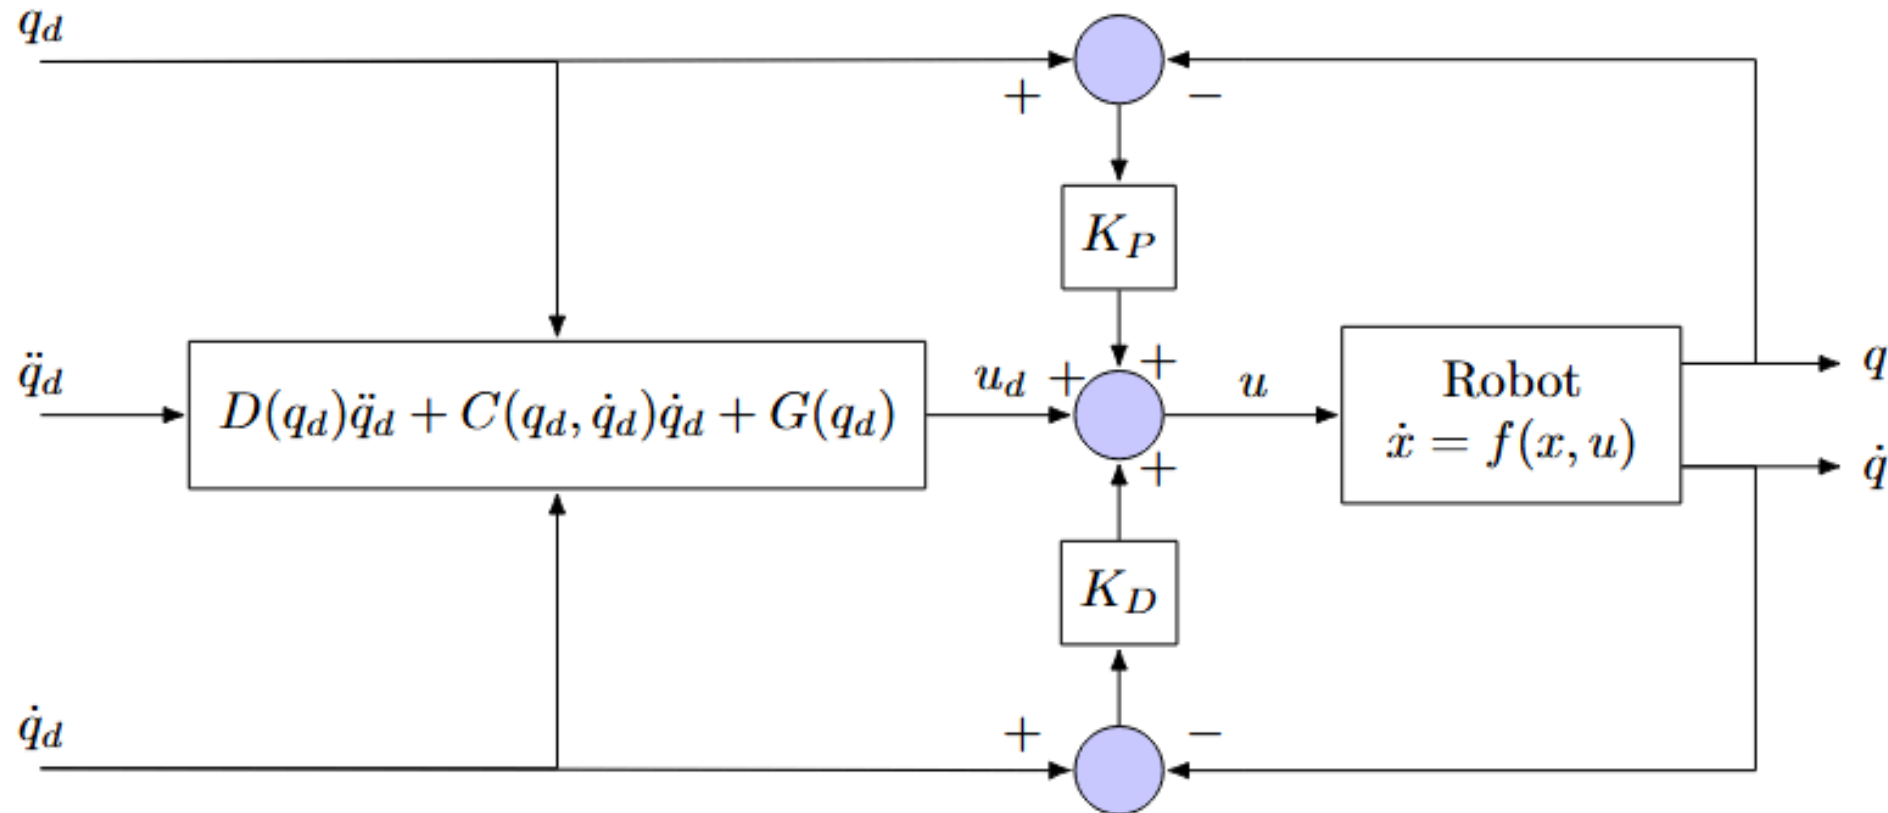 q_d
+ −
K_P
q̈_d
D(q_d)q̈_d + C(q_d, q̇_d)q̇_d + G(q_d)
u_d + +
+
u
Robot
ẋ = f(x, u)
q
q̇
K_D
q̇_d
+ −